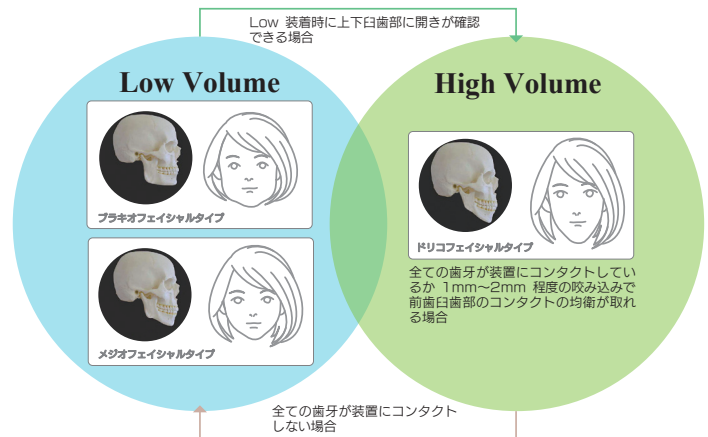 Low 装着時に上下臼歯部に開きが確認
できる場合
Low Volume
High Volume
ブラキオフェイシャルタイプ
メジオフェイシャルタイプ
ドリコフェイシャルタイプ
全ての歯牙が装置にコンタクトしてい
るか 1mm〜2mm 程度の咬み込みで
前歯臼歯部のコンタクトの均衡が取れ
る場合
全ての歯牙が装置にコンタクト
しない場合